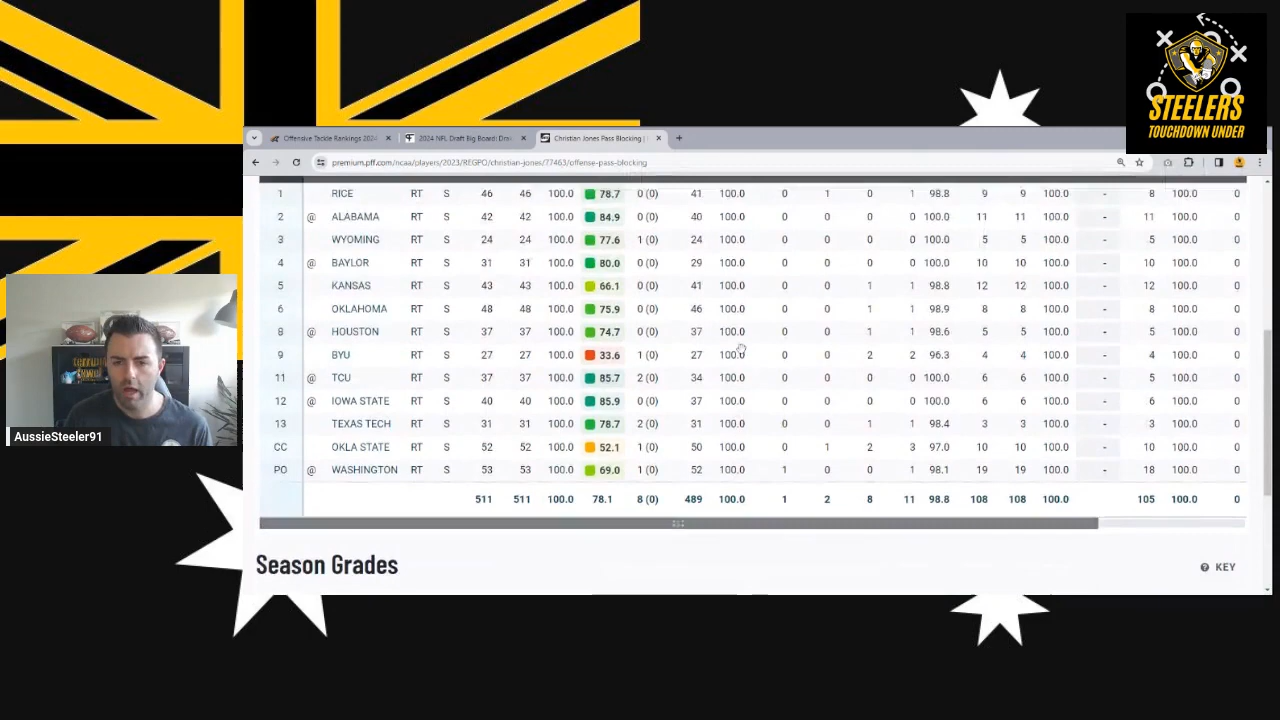 STEELERS
TOUCHDOWN UNDER
Offensive Tackle Rankings 2024
2024 NFL Draft Big Board| Dra
Christian Jones Pass Blocking |
premium.pff.com/ncaa/players/2023/REGPO/christian-jones/77463/offense-pass-blocking
1 RICE RT S 46 46 100.0 78.7 0 (0) 41 100.0 0 1 0 1 98.8 9 9 100.0 - 8 100.0 0
2 @ ALABAMA RT S 42 42 100.0 84.9 0 (0) 40 100.0 0 0 0 0 100.0 11 11 100.0 - 11 100.0 0
3 WYOMING RT S 24 24 100.0 77.6 1 (0) 24 100.0 0 0 0 0 100.0 5 5 100.0 - 5 100.0 0
4 @ BAYLOR RT S 31 31 100.0 80.0 0 (0) 29 100.0 0 0 0 0 100.0 10 10 100.0 - 10 100.0 0
5 KANSAS RT S 43 43 100.0 66.1 0 (0) 41 100.0 0 0 1 1 98.8 12 12 100.0 - 12 100.0 0
6 OKLAHOMA RT S 48 48 100.0 75.9 0 (0) 46 100.0 0 0 1 1 98.9 8 8 100.0 - 8 100.0 0
8 @ HOUSTON RT S 37 37 100.0 74.7 0 (0) 37 100.0 0 0 1 1 98.6 5 5 100.0 - 5 100.0 0
9 BYU RT S 27 27 100.0 33.6 1 (0) 27 100.0 0 0 2 2 96.3 4 4 100.0 - 4 100.0 0
11 @ TCU RT S 37 37 100.0 85.7 2 (0) 34 100.0 0 0 0 0 100.0 6 6 100.0 - 5 100.0 0
12 @ IOWA STATE RT S 40 40 100.0 85.9 0 (0) 37 100.0 0 0 0 0 100.0 6 6 100.0 - 6 100.0 0
13 TEXAS TECH RT S 31 31 100.0 78.7 2 (0) 31 100.0 0 0 1 1 98.4 3 3 100.0 - 3 100.0 0
CC OKLA STATE RT S 52 52 100.0 52.1 1 (0) 50 100.0 0 1 2 3 97.0 10 10 100.0 - 10 100.0 0
PO @ WASHINGTON RT S 53 53 100.0 69.0 1 (0) 52 100.0 1 0 0 1 98.1 19 19 100.0 - 18 100.0 0
511 511 100.0 78.1 8 (0) 489 100.0 1 2 8 11 98.8 108 108 100.0 105 100.0 0
Season Grades
KEY
AussieSteeler91